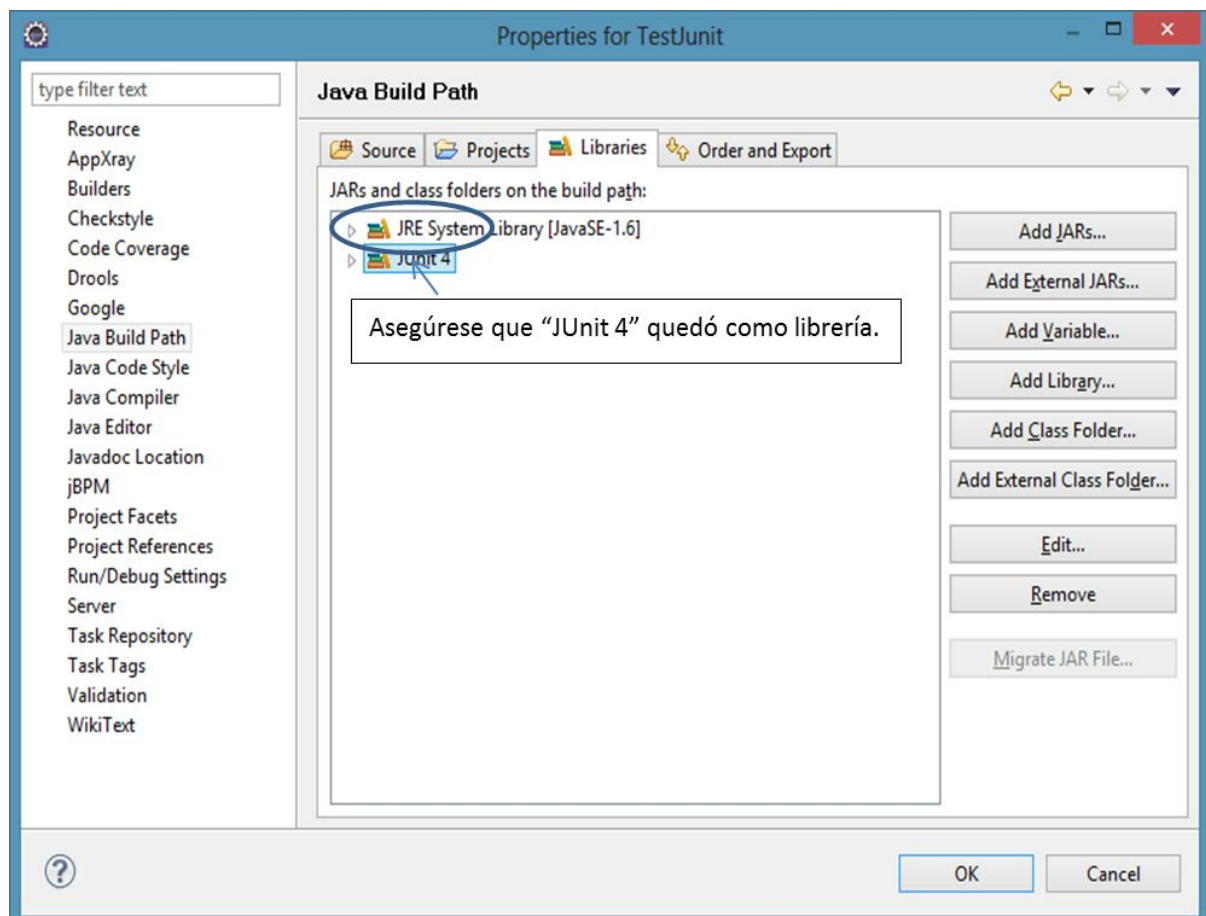 Properties for TestJunit
type filter text
Resource
AppXray
Builders
Checkstyle
Code Coverage
Drools
Google
Java Build Path
Java Code Style
Java Compiler
Java Editor
Javadoc Location
jBPM
Project Facets
Project References
Run/Debug Settings
Server
Task Repository
Task Tags
Validation
WikiText
Java Build Path
Source Projects Libraries Order and Export
JARs and class folders on the build path:
JRE System Library [JavaSE-1.6]
JUnit 4
Asegúrese que “JUnit 4” quedó como librería.
Add JARs...
Add External JARs...
Add Variable...
Add Library...
Add Class Folder...
Add External Class Folder...
Edit...
Remove
Migrate JAR File...
OK Cancel